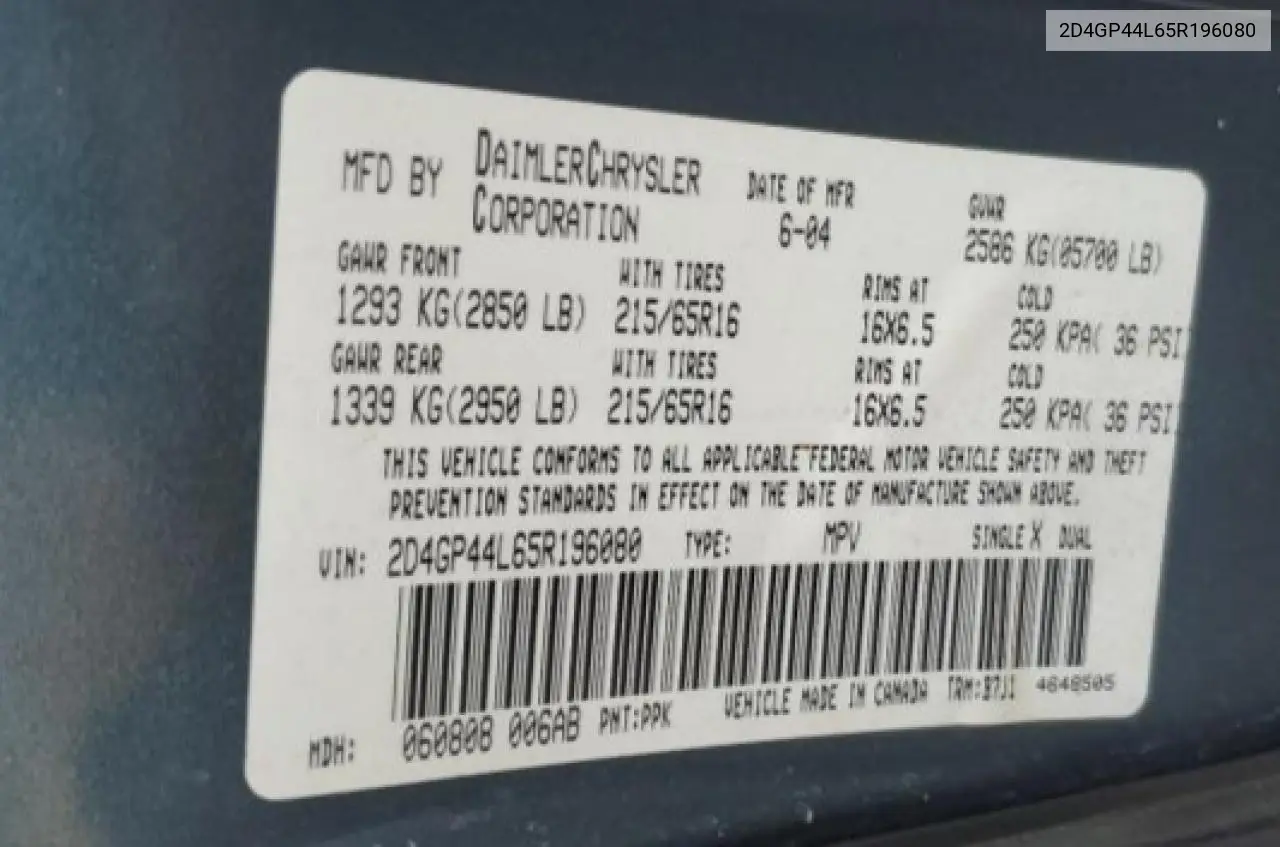 2D4GP44L65R196080
MFD BY DAIMLERCHRYSLER CORPORATION DATE OF MFR 6-04 GVWR 2586 KG(05700 LB)
GAWR FRONT WITH TIRES RIMS AT COLD
1293 KG(2850 LB) 215/65R16 16X6.5 250 KPA( 36 PSI)
GAWR REAR WITH TIRES RIMS AT COLD
1339 KG(2950 LB) 215/65R16 16X6.5 250 KPA( 36 PSI)
THIS VEHICLE CONFORMS TO ALL APPLICABLE FEDERAL MOTOR VEHICLE SAFETY AND THEFT
PREVENTION STANDARDS IN EFFECT ON THE DATE OF MANUFACTURE SHOWN ABOVE.
VIN: 2D4GP44L65R196080 TYPE: MPV SINGLE X DUAL
MDH: 060808 006AB PNT:PPK VEHICLE MADE IN CANADA TRM:B7J1 4648505